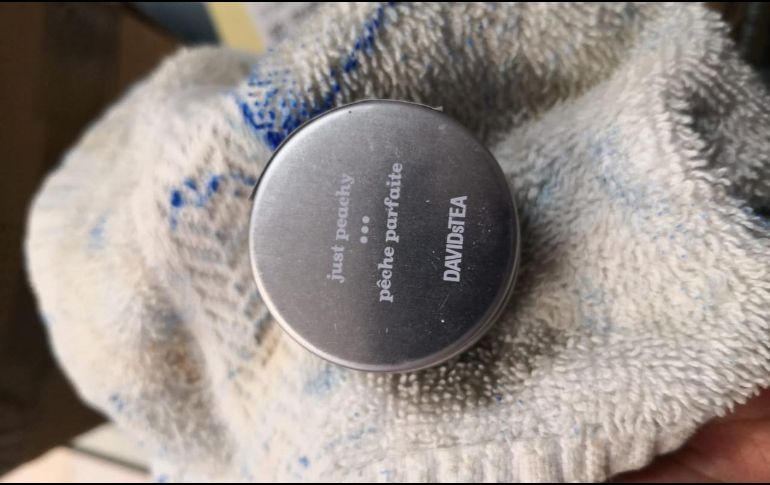 just peachy
•••
pêche parfaite
DAVIDsTEA